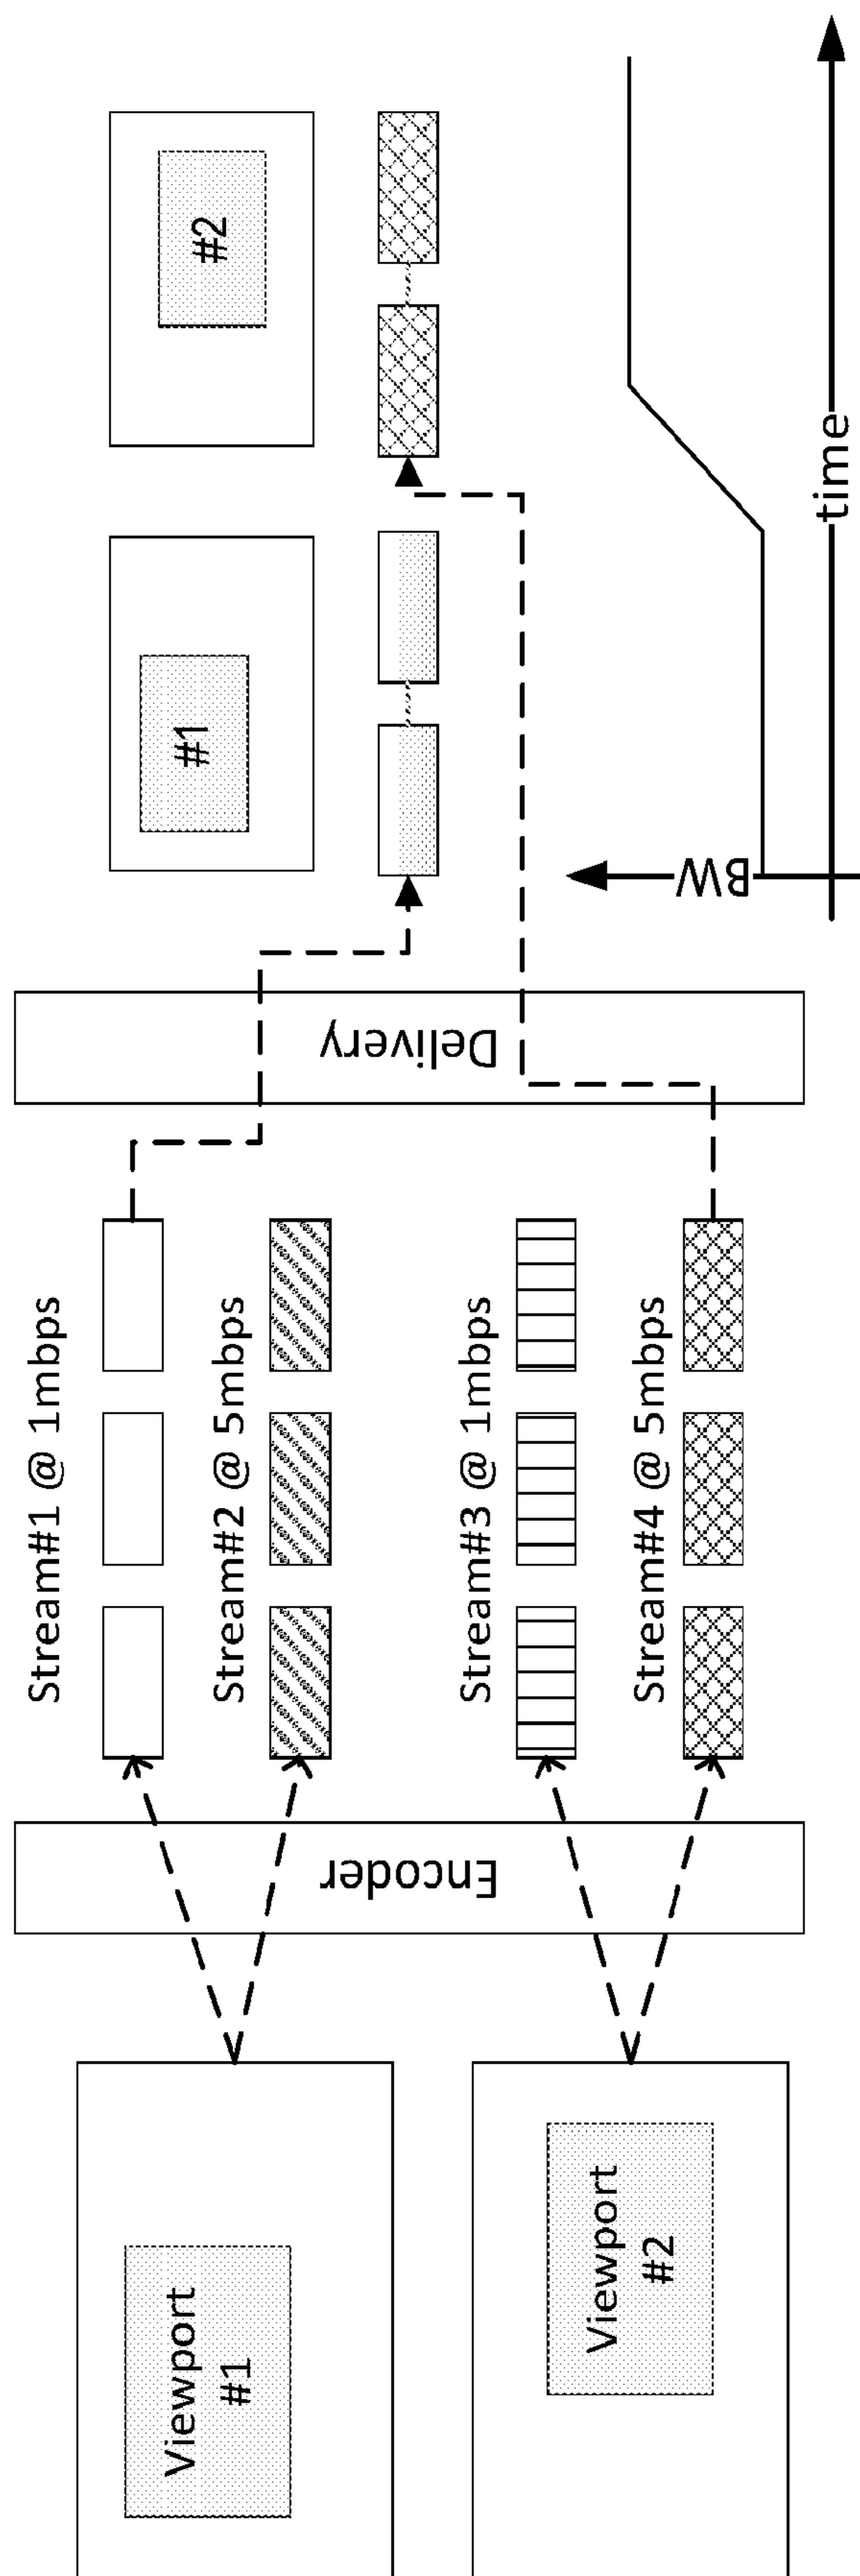 Viewport
#1
Viewport
#2
Encoder
Stream#1 @ 1mbps
Stream#2 @ 5mbps
Stream#3 @ 1mbps
Stream#4 @ 5mbps
Delivery
#1
#2
BW
time